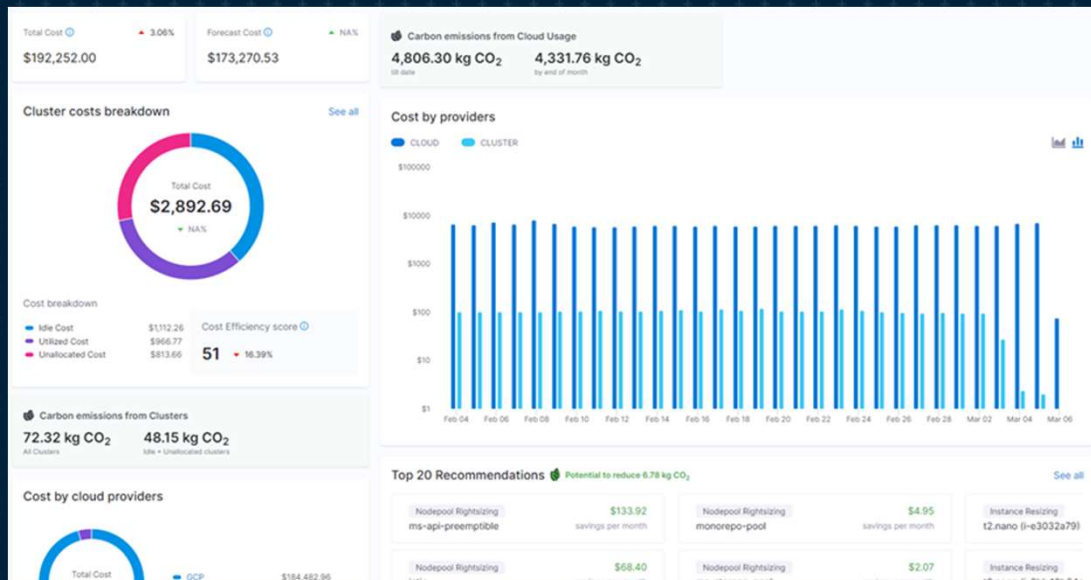 Total Cost 3.06%
$192,252.00
Forecast Cost NA%
$173,270.53
Carbon emissions from Cloud Usage
4,806.30 kg CO2 4,331.76 kg CO2
till date by end of month
Cluster costs breakdown See all
Total Cost
$2,892.69
NA%
Cost breakdown
Idle Cost $1,112.26
Utilized Cost $966.77
Unallocated Cost $813.66
Cost Efficiency score
51 16.39%
Carbon emissions from Clusters
72.32 kg CO2 48.15 kg CO2
All Clusters Idle + Unallocated clusters
Cost by cloud providers
Total Cost
GCP $184,482.96
Cost by providers
CLOUD CLUSTER
$100000
$10000
$1000
$100
$10
$1
Feb 04 Feb 06 Feb 08 Feb 10 Feb 12 Feb 14 Feb 16 Feb 18 Feb 20 Feb 22 Feb 24 Feb 26 Feb 28 Mar 02 Mar 04 Mar 06
Top 20 Recommendations Potential to reduce 6.78 kg CO2 See all
Nodepool Rightsizing $133.92
ms-api-preemptible savings per month
Nodepool Rightsizing $4.95
monorepo-pool savings per month
Instance Resizing
t2.nano (i-e3032a79)
Nodepool Rightsizing $68.40
Nodepool Rightsizing $2.07
Instance Resizing